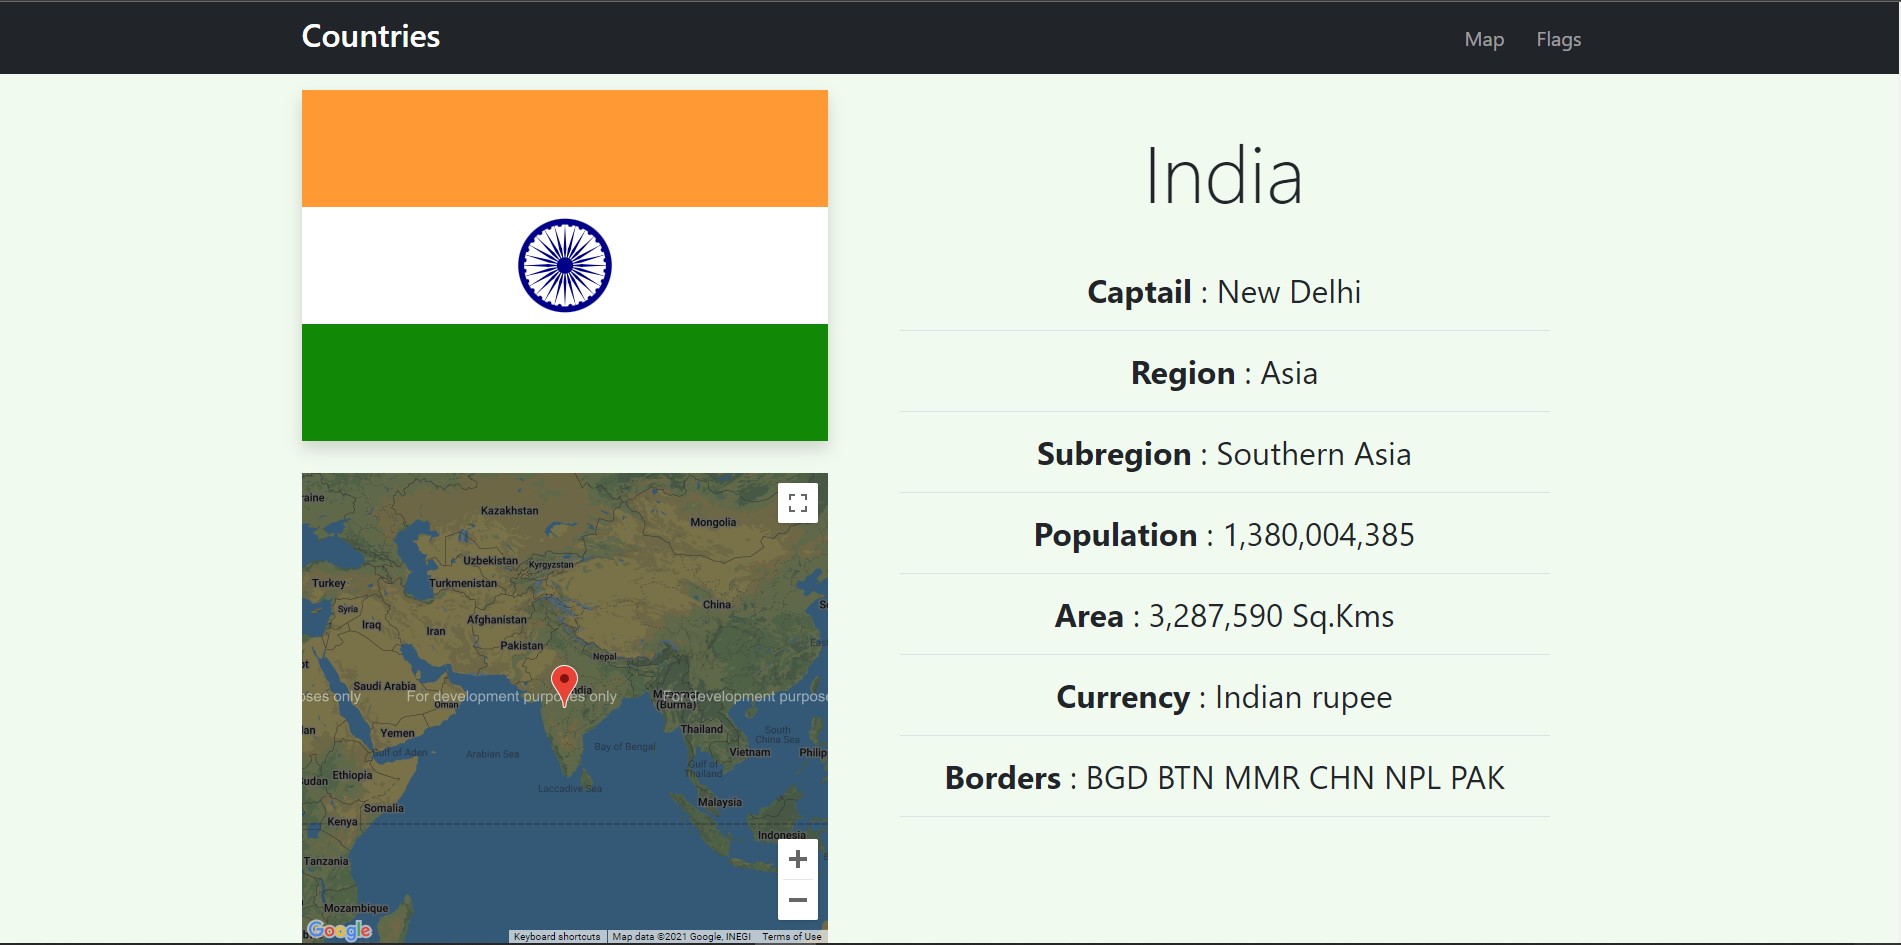 Countries
Map
Flags
India
Captail : New Delhi
Region : Asia
Subregion : Southern Asia
Population : 1,380,004,385
Area : 3,287,590 Sq.Kms
Currency : Indian rupee
Borders : BGD BTN MMR CHN NPL PAK
raine
Kazakhstan
Mongolia
Uzbekistan
Kyrgyzstan
Turkey
Turkmenistan
Syria
China
Afghanistan
Iraq
Iran
Pakistan
Nepal
Saudi Arabia
India
Myanmar
(Burma)
oses only
For development purposes only
For development purpose
Oman
Yemen
Thailand
South
China Sea
Gulf of Aden
Arabian Sea
Bay of Bengal
Vietnam
Philip
Gulf of
Thailand
udan
Ethiopia
Laccadive Sea
Malaysia
Somalia
Kenya
Indonesia
Tanzania
Mozambique
Google
Keyboard shortcuts
Map data ©2021 Google, INEGI
Terms of Use